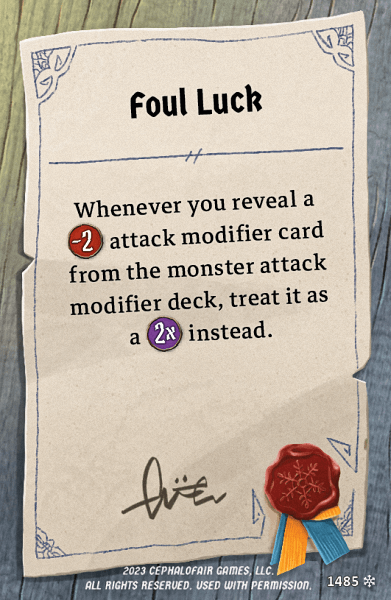 Foul Luck
Whenever you reveal a
-2 attack modifier card
from the monster attack
modifier deck, treat it as
a 2x instead.
2023 CEPHALOFAIR GAMES, LLC.
ALL RIGHTS RESERVED. USED WITH PERMISSION.
1485